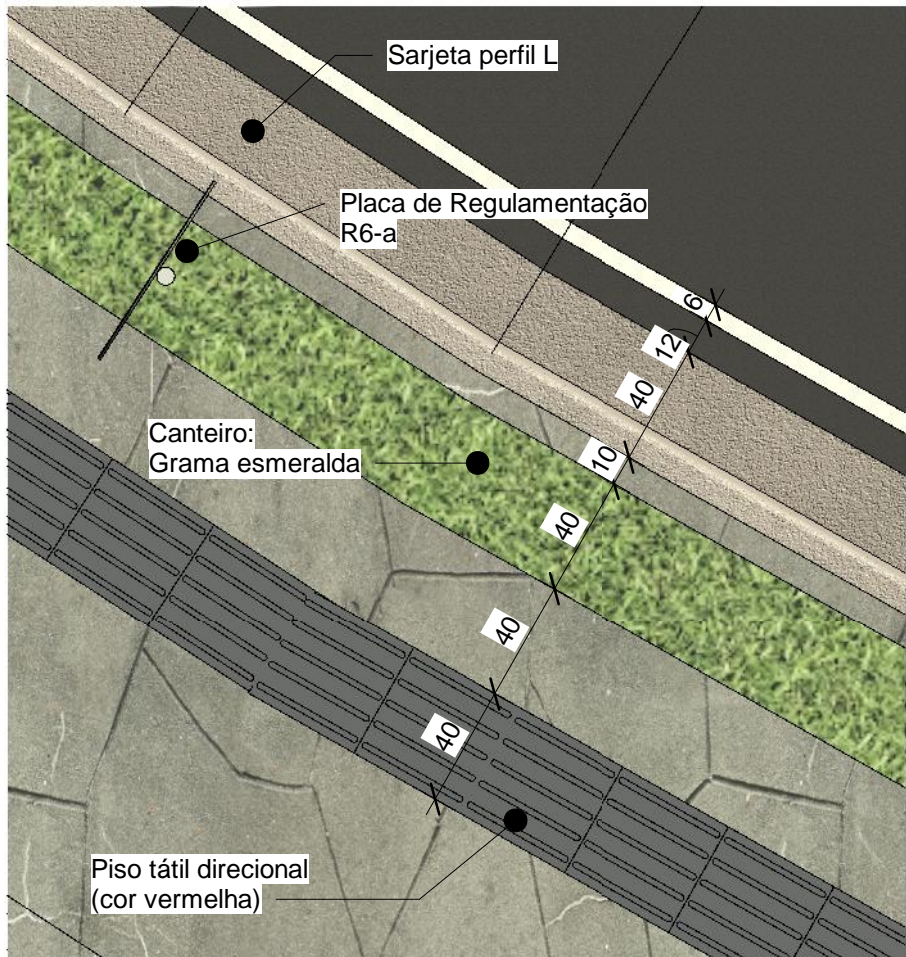 Sarjeta perfil L
Placa de Regulamentação
R6-a
6
12
40
10
40
40
40
Canteiro:
Grama esmeralda
Piso tátil direcional
(cor vermelha)